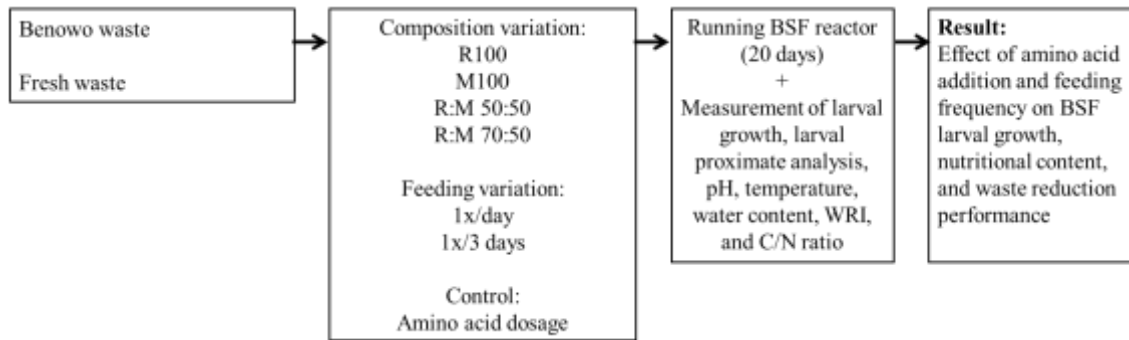 Benowo waste
Fresh waste
Composition variation:
R100
M100
R:M 50:50
R:M 70:50
Feeding variation:
1x/day
1x/3 days
Control:
Amino acid dosage
Running BSF reactor
(20 days)
+
Measurement of larval
growth, larval
proximate analysis,
pH, temperature,
water content, WRI,
and C/N ratio
Result:
Effect of amino acid
addition and feeding
frequency on BSF
larval growth,
nutritional content,
and waste reduction
performance